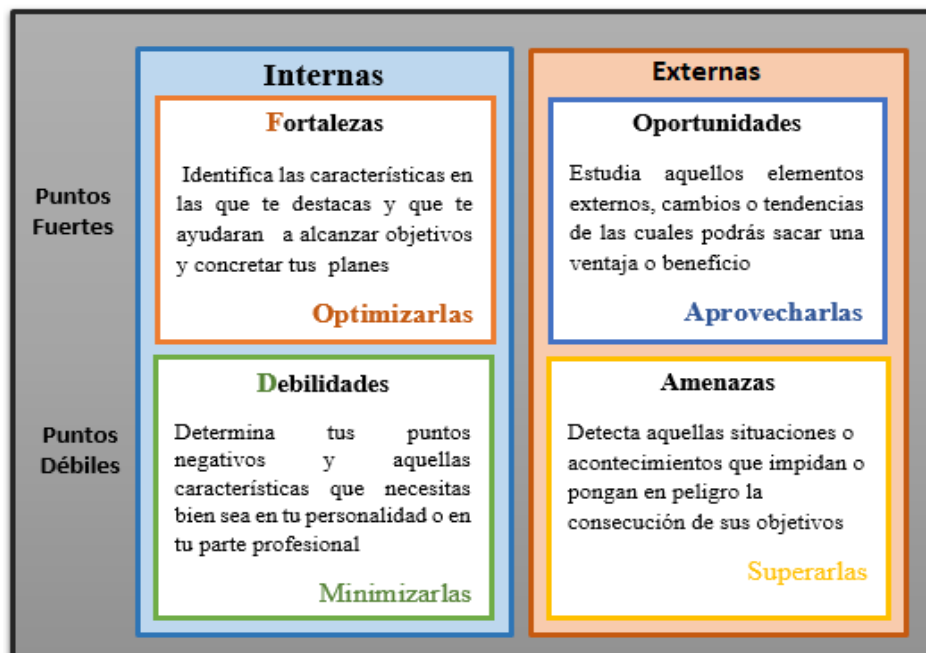 Internas
Externas
Puntos
Fuertes
Fortalezas
Identifica las características en
las que te destacas y que te
ayudaran a alcanzar objetivos
y concretar tus planes
Optimizarlas
Oportunidades
Estudia aquellos elementos
externos, cambios o tendencias
de las cuales podrás sacar una
ventaja o beneficio
Aprovecharlas
Puntos
Débiles
Debilidades
Determina tus puntos
negativos y aquellas
características que necesitas
bien sea en tu personalidad o en
tu parte profesional
Minimizarlas
Amenazas
Detecta aquellas situaciones o
acontecimientos que impidan o
pongan en peligro la
consecución de sus objetivos
Superarlas